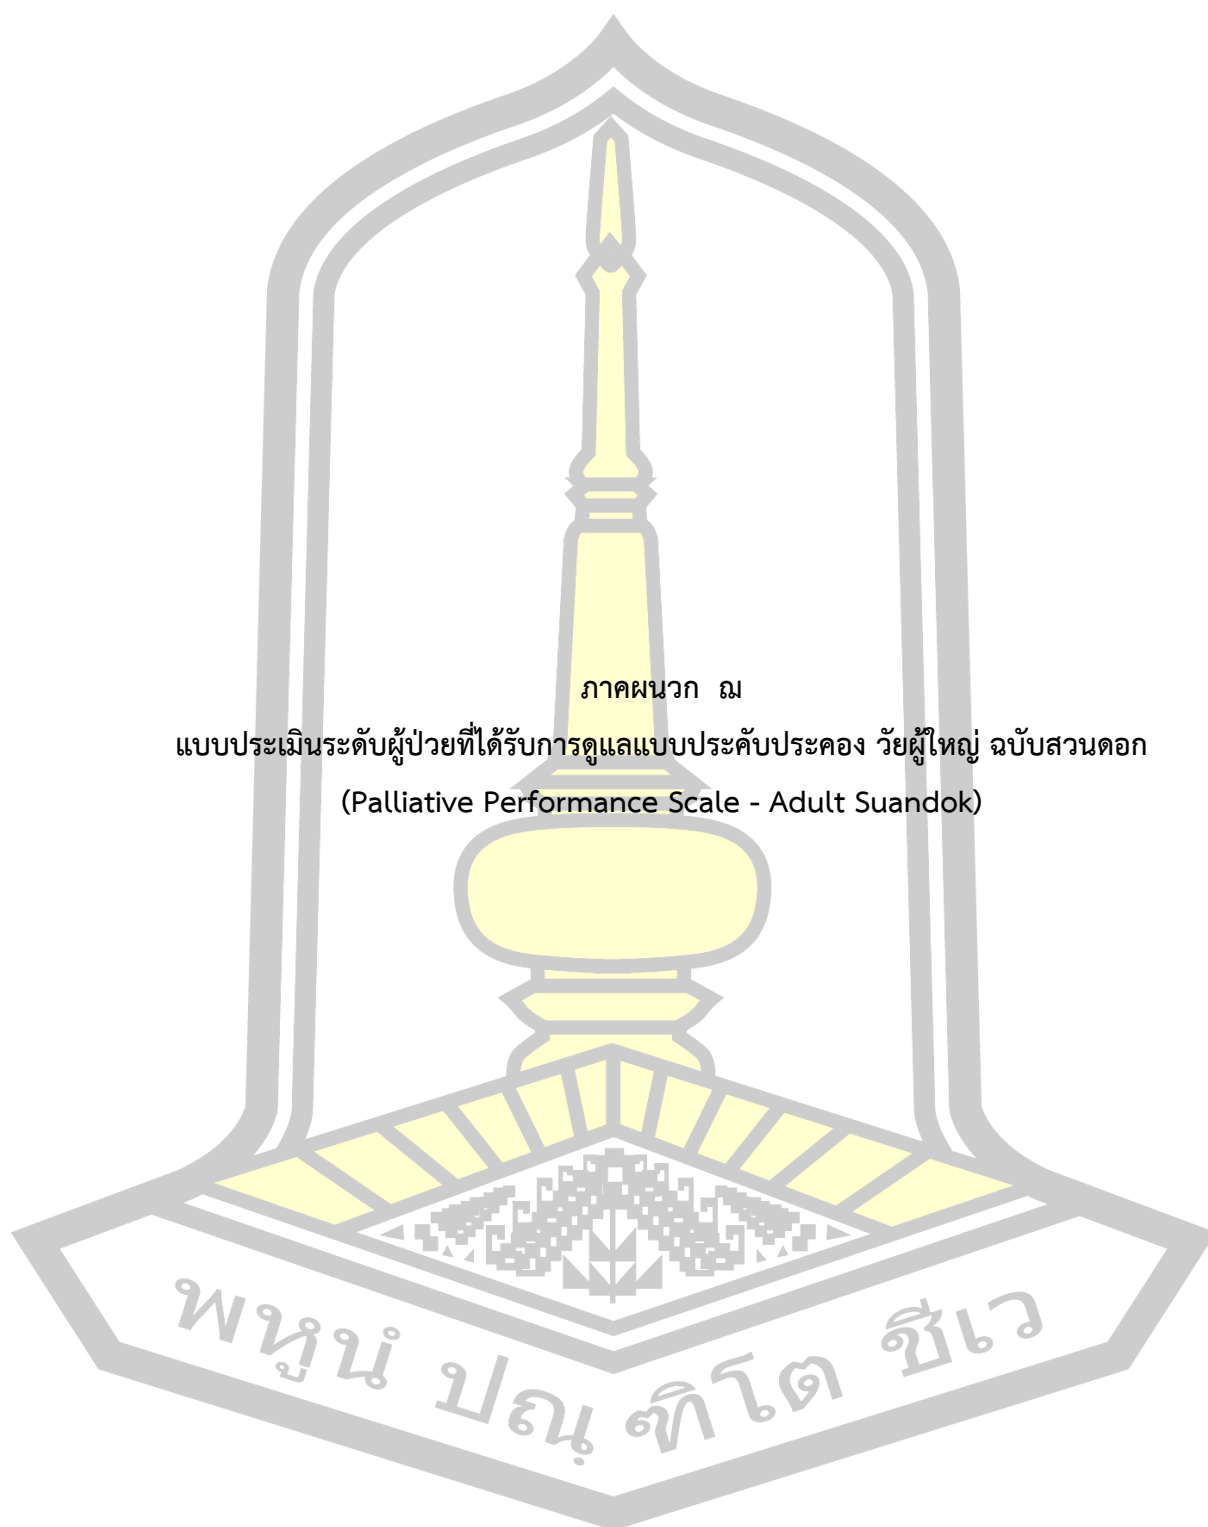 ภาคผนวก ฌ
แบบประเมินระดับผู้ป่วยที่ได้รับการดูแลแบบประคับประคอง วัยผู้ใหญ่ ฉบับสวนดอก
(Palliative Performance Scale - Adult Suandok)
พหูนํ ปณฺฑิโต ชีเว